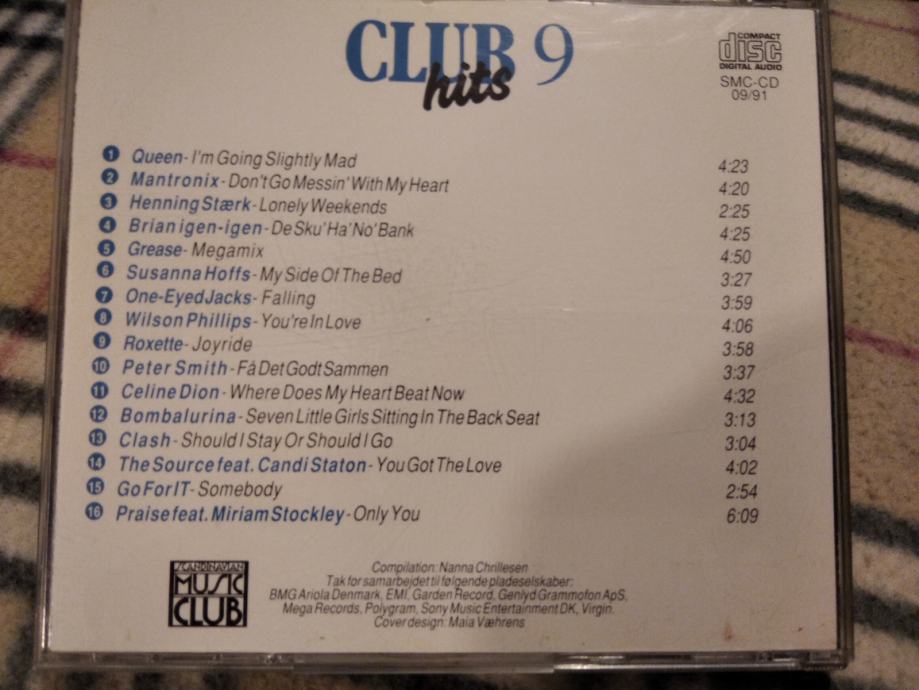 CLUB 9
hits
COMPACT
disc
DIGITAL AUDIO
SMC-CD
09/91
1 Queen - I'm Going Slightly Mad 4:23
2 Mantronix - Don't Go Messin' With My Heart 4:20
3 Henning Stærk - Lonely Weekends 2:25
4 Brian igen-igen - De Sku' Ha' No' Bank 4:25
5 Grease - Megamix 4:50
6 Susanna Hoffs - My Side Of The Bed 3:27
7 One-Eyed Jacks - Falling 3:59
8 Wilson Phillips - You're In Love 4:06
9 Roxette - Joyride 3:58
10 Peter Smith - Få Det Godt Sammen 3:37
11 Celine Dion - Where Does My Heart Beat Now 4:32
12 Bombalurina - Seven Little Girls Sitting In The Back Seat 3:13
13 Clash - Should I Stay Or Should I Go 3:04
14 The Source feat. Candi Staton - You Got The Love 4:02
15 Go For IT - Somebody 2:54
16 Praise feat. Miriam Stockley - Only You 6:09
SCANDINAVIAN
MUSIC
CLUB
Compilation: Nanna Chrillesen
Tak for samarbejdet til følgende pladeselskaber:
BMG Ariola Denmark, EMI, Garden Record, Genlyd Grammofon ApS,
Mega Records, Polygram, Sony Music Entertainment DK, Virgin.
Cover design: Maia Væhrens